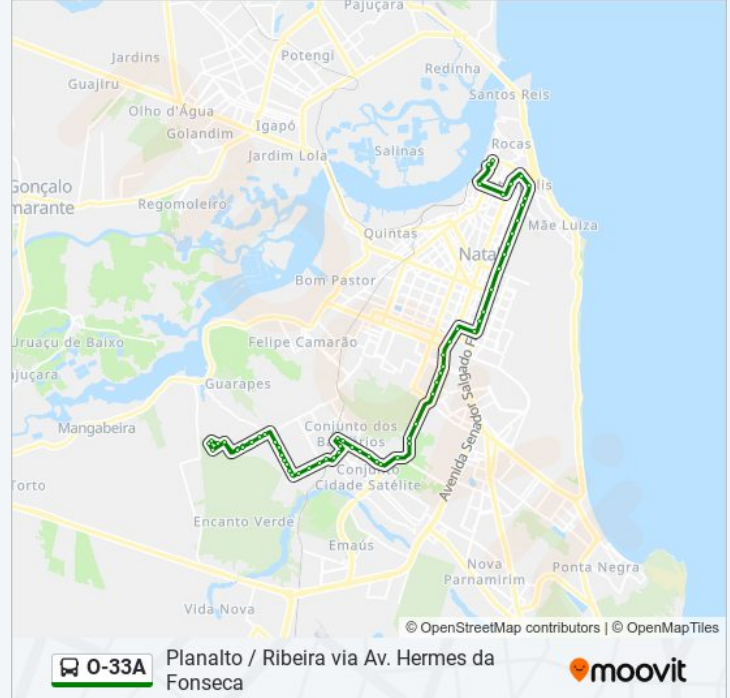 Pajuçara
Jardins
Potengi
Guajiru
Redinha
Olho d'Água
Santos Reis
Golandim
Igapó
Rocas
Jardim Lola
Salinas
Gonçalo
marante
Regomoleiro
Mãe Luiza
Quintas
Nata
Bom Pastor
Uruaçu de Baixo
Felipe Camarão
ajuçara
Guarapes
Avenida Senador Salgado F
Mangabeira
Conjunto dos
Conjunto
Cidade Satélite
Torto
Encanto Verde
Emaús
Nova
Parnamirim
Ponta Negra
Vida Nova
© OpenStreetMap contributors | © OpenMapTiles
O-33A
Planalto / Ribeira via Av. Hermes da
Fonseca
moovit